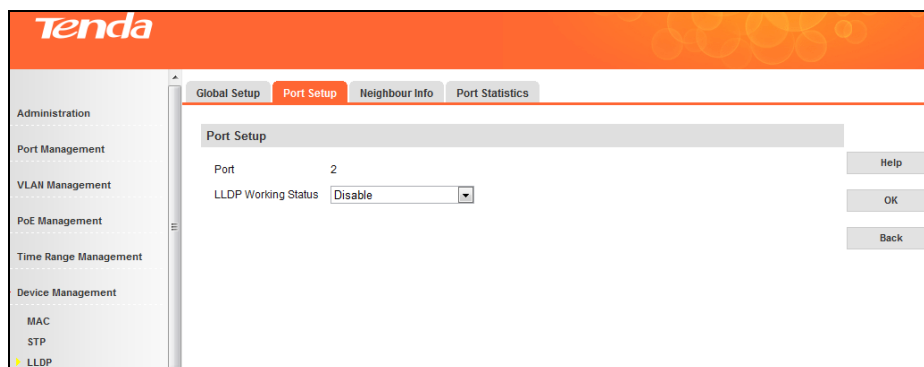 Tenda
Administration
Port Management
VLAN Management
PoE Management
Time Range Management
Device Management
MAC
STP
LLDP
Global Setup
Port Setup
Neighbour Info
Port Statistics
Port Setup
Port 2
LLDP Working Status Disable
Help
OK
Back